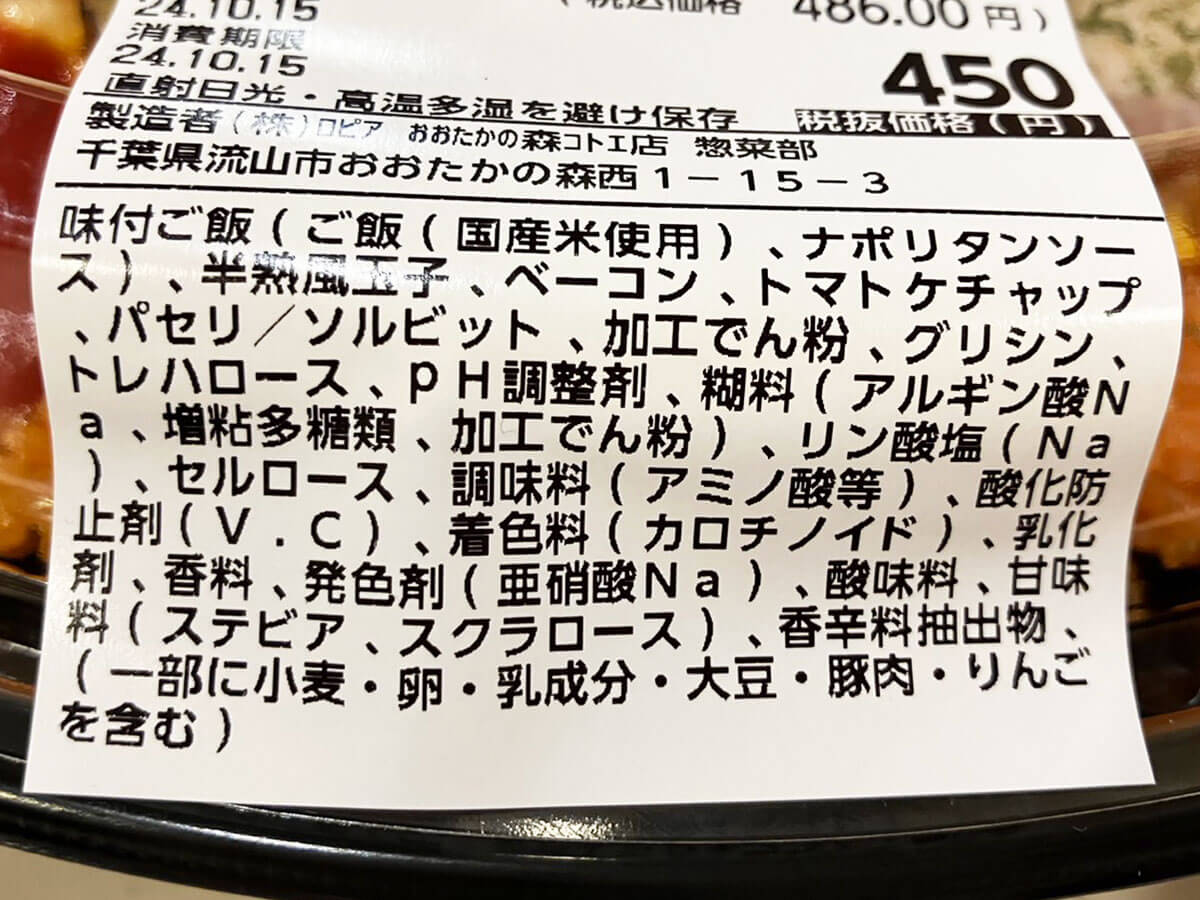 24.10.15 (税込価格 486.00円)
消費期限
24.10.15 450
直射日光・高温多湿を避け保存 税抜価格(円)
製造者(株)ロピア おおたかの森コトエ店 惣菜部
千葉県流山市おおたかの森西1-15-3
味付ご飯(ご飯(国産米使用)、ナポリタンソー
ス)、半熟風玉子、ベーコン、トマトケチャップ
、パセリ/ソルビット、加工でん粉、グリシン、
トレハロース、pH調整剤、糊料(アルギン酸N
a、増粘多糖類、加工でん粉)、リン酸塩(Na
)、セルロース、調味料(アミノ酸等)、酸化防
止剤(V.C)、着色料(カロチノイド)、乳化
剤、香料、発色剤(亜硝酸Na)、酸味料、甘味
料(ステビア、スクラロース)、香辛料抽出物、
(一部に小麦・卵・乳成分・大豆・豚肉・りんご
を含む)